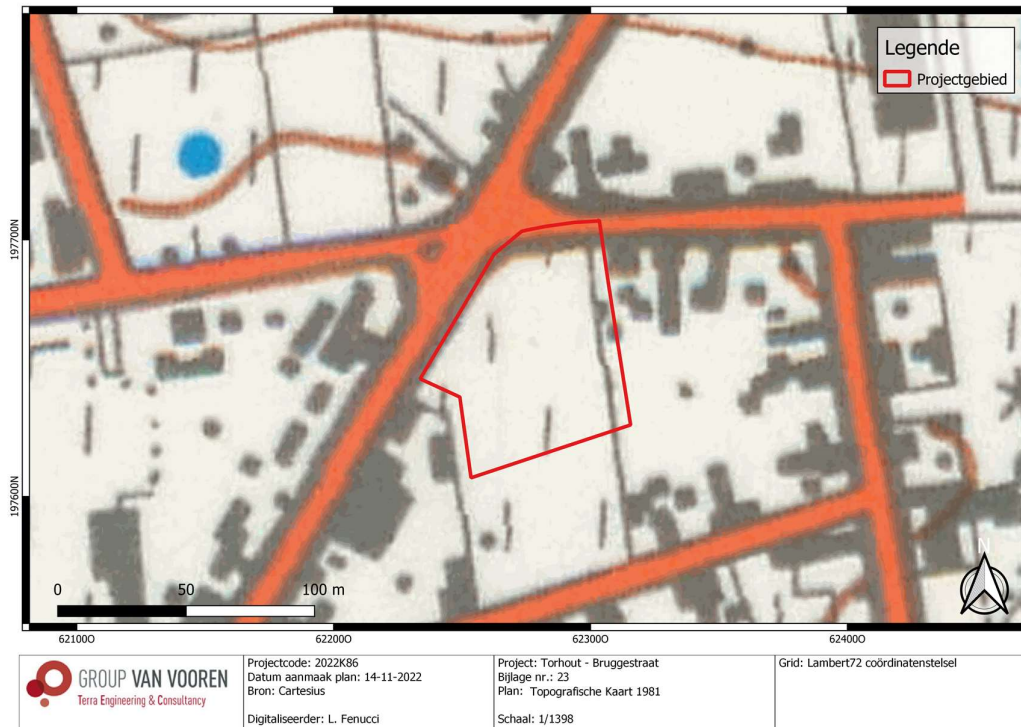 Legende
Projectgebied
197700N
197600N
N
0 50 100 m
621000 622000 623000 624000
GROUP VAN VOOREN
Terra Engineering & Consultancy
Projectcode: 2022K86
Datum aanmaak plan: 14-11-2022
Bron: Cartesius
Digitaliseerder: L. Fenucci
Project: Torhout - Bruggestraat
Bijlage nr.: 23
Plan: Topografische Kaart 1981
Schaal: 1/1398
Grid: Lambert72 coördinatenstelsel